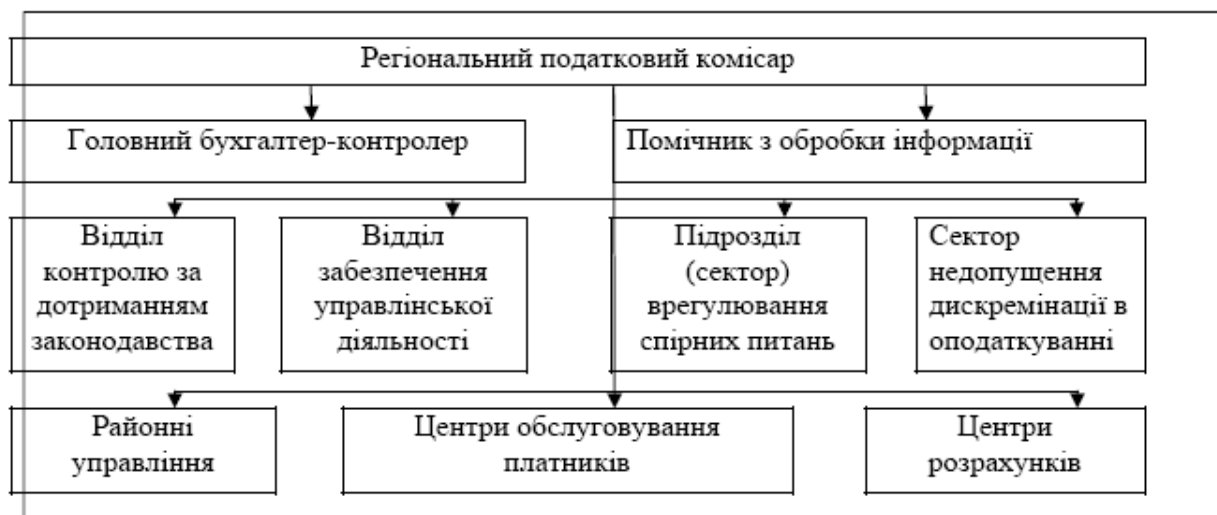 Регіональний податковий комісар
Головний бухгалтер-контролер
Помічник з обробки інформації
Відділ
контролю за
дотриманням
законодавства
Відділ
забезпечення
управлінської
діяльності
Підрозділ
(сектор)
врегулювання
спірних питань
Сектор
недопущення
дискремінації в
оподаткуванні
Районні
управління
Центри обслуговування
платників
Центри
розрахунків